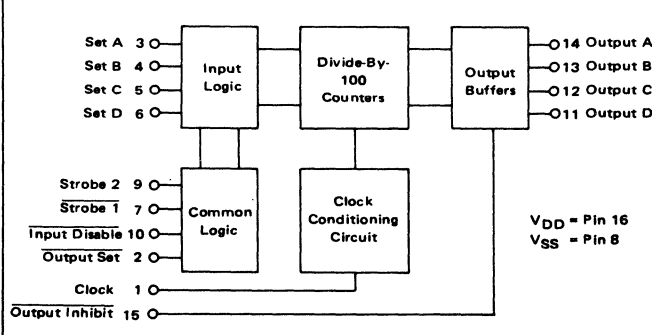 Set A 3
Set B 4
Set C 5
Set D 6
Input
Logic
Divide-By-
100
Counters
Output
Buffers
14 Output A
13 Output B
12 Output C
11 Output D
Strobe 2 9
Strobe 1 7
Input Disable 10
Output Set 2
Common
Logic
Clock
Conditioning
Circuit
VDD = Pin 16
VSS = Pin 8
Clock 1
Output Inhibit 15